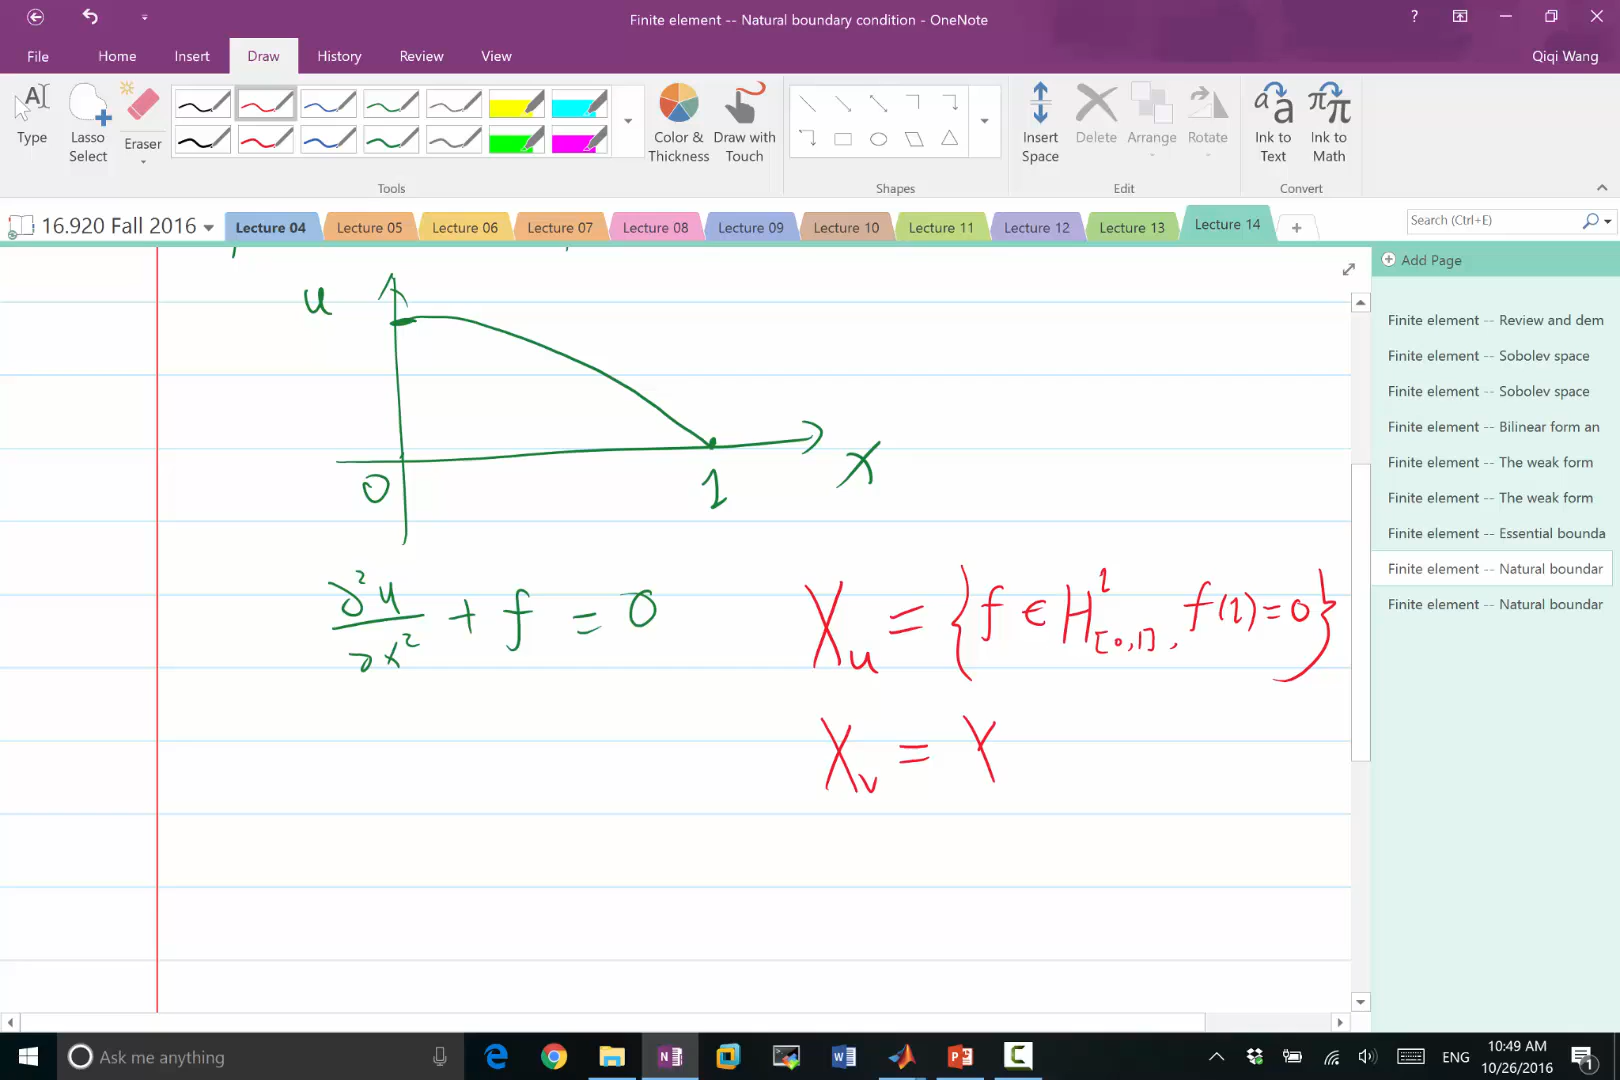 Finite element -- Natural boundary condition - OneNote
?
File Home Insert Draw History Review View
Qiqi Wang
Type
Lasso Select
Eraser
Color & Thickness
Draw with Touch
Insert Space
Delete
Arrange
Rotate
Ink to Text
Ink to Math
Tools
Shapes
Edit
Convert
16.920 Fall 2016
Lecture 04 Lecture 05 Lecture 06 Lecture 07 Lecture 08 Lecture 09 Lecture 10 Lecture 11 Lecture 12 Lecture 13 Lecture 14
Search (Ctrl+E)
Add Page
Finite element -- Review and dem
Finite element -- Sobolev space
Finite element -- Sobolev space
Finite element -- Bilinear form an
Finite element -- The weak form
Finite element -- The weak form
Finite element -- Essential bounda
Finite element -- Natural boundar
Finite element -- Natural boundar
u
0 1 x
∂²u/∂x² + f = 0
X_u = {f ∈ H¹_[0,1], f(1)=0}
X_v = X
Ask me anything
ENG
10:49 AM
10/26/2016
1